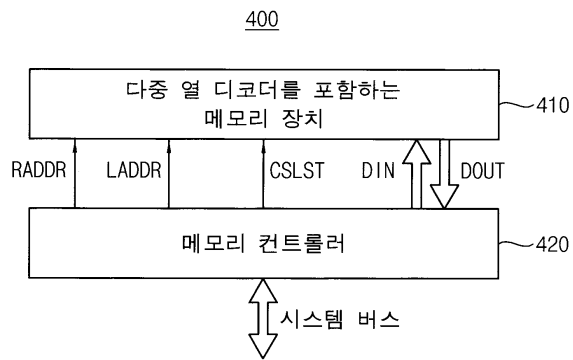 400
다중 열 디코더를 포함하는
메모리 장치
410
RADDR
LADDR
CSLST
DIN
DOUT
메모리 컨트롤러
420
시스템 버스